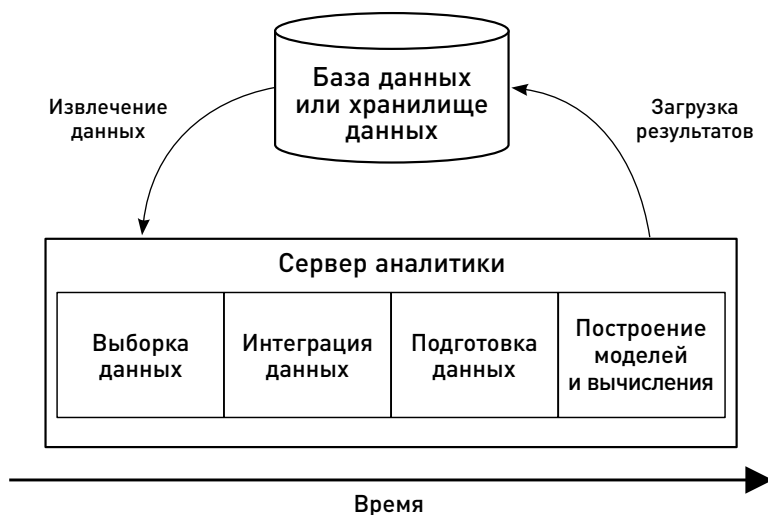 База данных
или хранилище
данных
Извлечение
данных
Загрузка
результатов
Сервер аналитики
Выборка
данных
Интеграция
данных
Подготовка
данных
Построение
моделей
и вычисления
Время